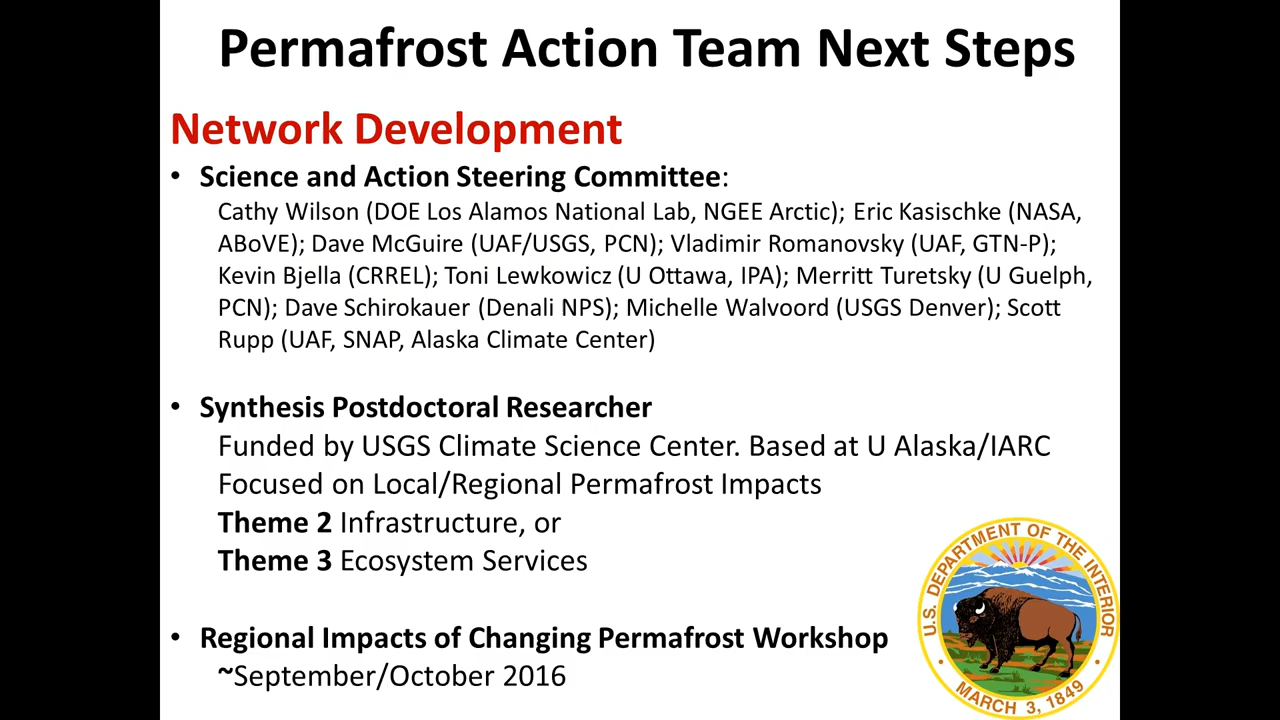 Permafrost Action Team Next Steps
Network Development
• Science and Action Steering Committee:
Cathy Wilson (DOE Los Alamos National Lab, NGEE Arctic); Eric Kasischke (NASA,
ABoVE); Dave McGuire (UAF/USGS, PCN); Vladimir Romanovsky (UAF, GTN-P);
Kevin Bjella (CRREL); Toni Lewkowicz (U Ottawa, IPA); Merritt Turetsky (U Guelph,
PCN); Dave Schirokauer (Denali NPS); Michelle Walvoord (USGS Denver); Scott
Rupp (UAF, SNAP, Alaska Climate Center)
• Synthesis Postdoctoral Researcher
Funded by USGS Climate Science Center. Based at U Alaska/IARC
Focused on Local/Regional Permafrost Impacts
Theme 2 Infrastructure, or
Theme 3 Ecosystem Services
• Regional Impacts of Changing Permafrost Workshop
~September/October 2016
U.S. DEPARTMENT OF THE INTERIOR
MARCH 3, 1849